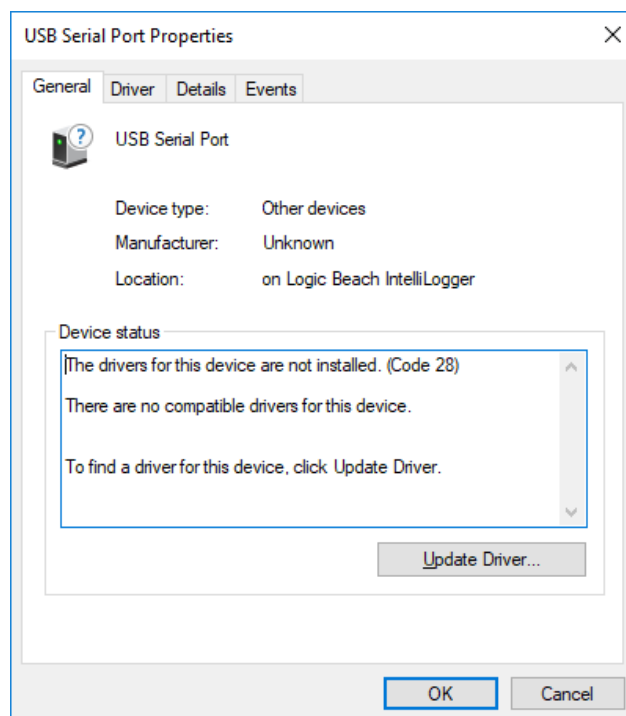 USB Serial Port Properties
General Driver Details Events
USB Serial Port
Device type: Other devices
Manufacturer: Unknown
Location: on Logic Beach IntelliLogger
Device status
The drivers for this device are not installed. (Code 28)
There are no compatible drivers for this device.
To find a driver for this device, click Update Driver.
Update Driver...
OK Cancel